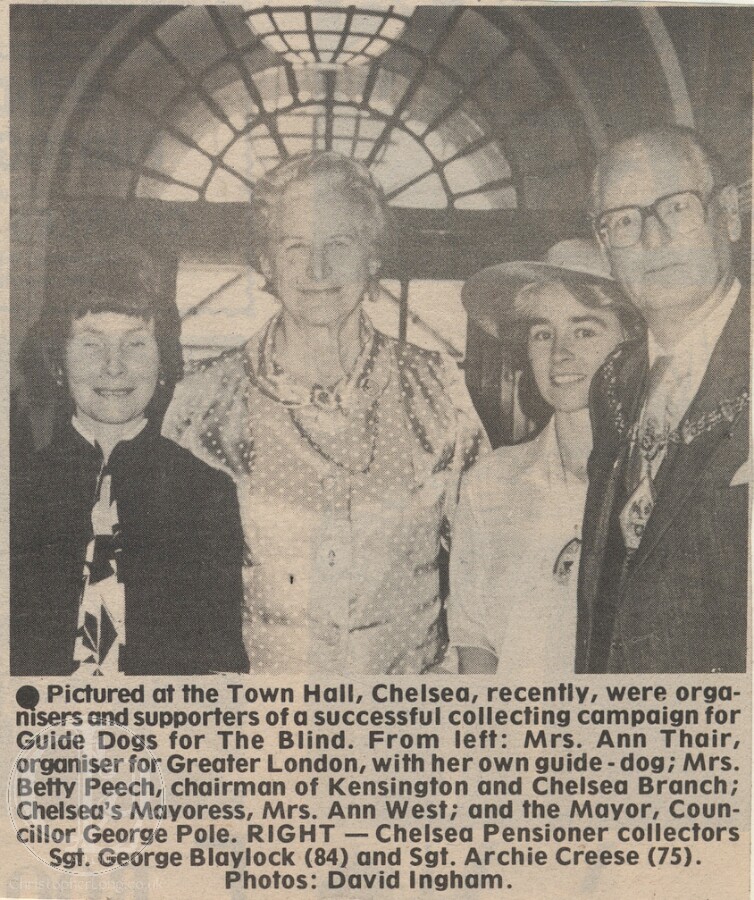 ● Pictured at the Town Hall, Chelsea, recently, were orga-
nisers and supporters of a successful collecting campaign for
Guide Dogs for The Blind. From left: Mrs. Ann Thair,
organiser for Greater London, with her own guide-dog; Mrs.
Betty Peech, chairman of Kensington and Chelsea Branch;
Chelsea's Mayoress, Mrs. Ann West; and the Mayor, Coun-
cillor George Pole. RIGHT — Chelsea Pensioner collectors
Sgt. George Blaylock (84) and Sgt. Archie Creese (75).
Photos: David Ingham.
ChristopherLong.co.uk